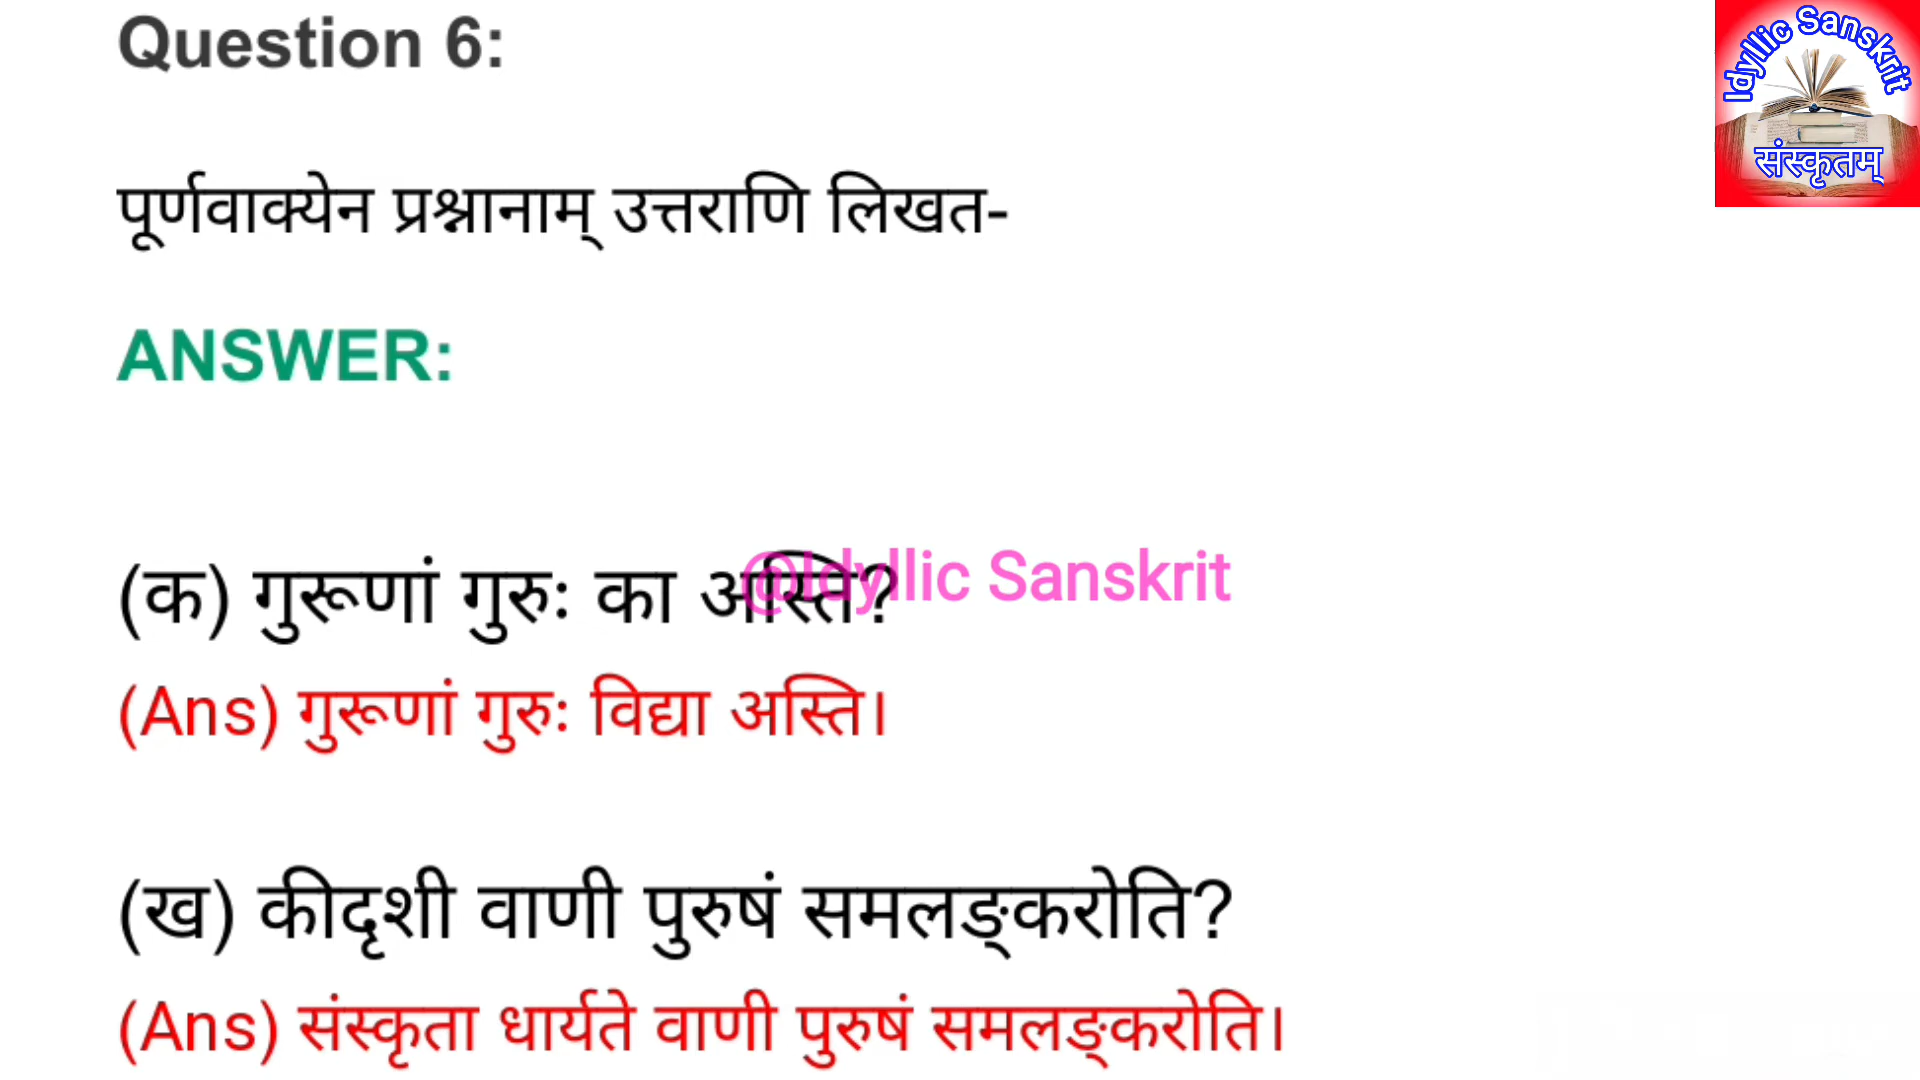 Question 6:
Idyllic Sanskrit
संस्कृतम्
पूर्णवाक्येन प्रश्नानाम् उत्तराणि लिखत-
ANSWER:
(क) गुरूणां गुरुः का अस्ति?
@Idyllic Sanskrit
(Ans) गुरूणां गुरुः विद्या अस्ति।
(ख) कीदृशी वाणी पुरुषं समलङ्करोति?
(Ans) संस्कृता धार्यते वाणी पुरुषं समलङ्करोति।